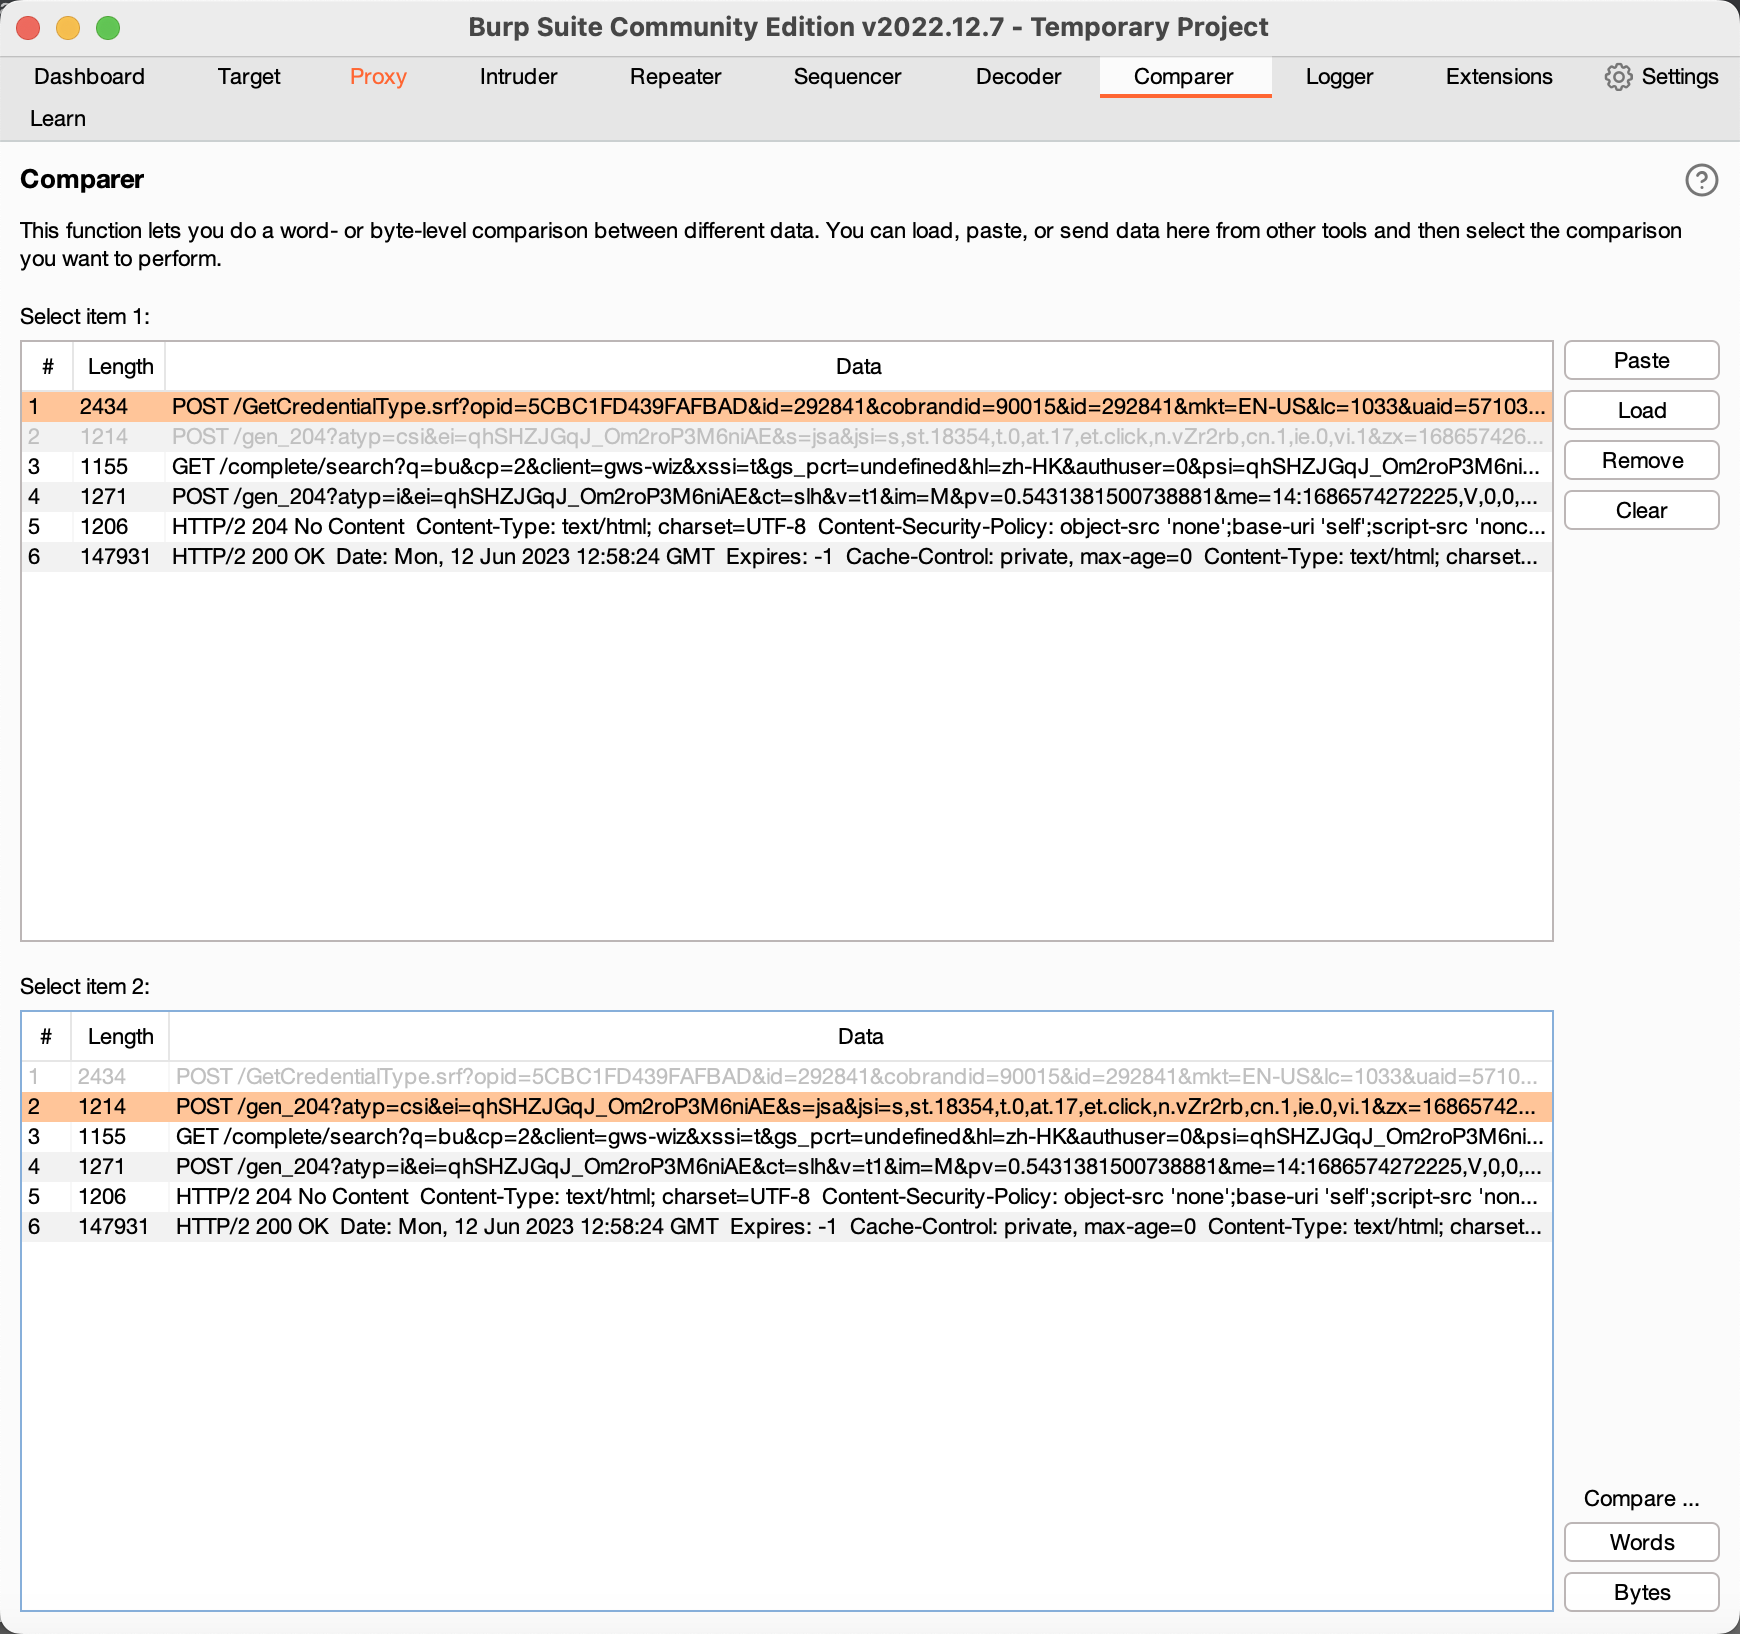 Burp Suite Community Edition v2022.12.7 - Temporary Project
Dashboard Target Proxy Intruder Repeater Sequencer Decoder Comparer Logger Extensions Settings
Learn
Comparer
This function lets you do a word- or byte-level comparison between different data. You can load, paste, or send data here from other tools and then select the comparison
you want to perform.
Select item 1:
# Length Data
1 2434 POST /GetCredentialType.srf?opid=5CBC1FD439FAFBAD&id=292841&cobrandid=90015&id=292841&mkt=EN-US&lc=1033&uaid=57103...
2 1214 POST /gen_204?atyp=csi&ei=qhSHZJGqJ_Om2roP3M6niAE&s=jsa&jsi=s,st.18354,t.0,at.17,et.click,n.vZr2rb,cn.1,ie.0,vi.1&zx=168657426...
3 1155 GET /complete/search?q=bu&cp=2&client=gws-wiz&xssi=t&gs_pcrt=undefined&hl=zh-HK&authuser=0&psi=qhSHZJGqJ_Om2roP3M6ni...
4 1271 POST /gen_204?atyp=i&ei=qhSHZJGqJ_Om2roP3M6niAE&ct=slh&v=t1&im=M&pv=0.5431381500738881&me=14:1686574272225,V,0,0,...
5 1206 HTTP/2 204 No Content  Content-Type: text/html; charset=UTF-8  Content-Security-Policy: object-src 'none';base-uri 'self';script-src 'nonc...
6 147931 HTTP/2 200 OK  Date: Mon, 12 Jun 2023 12:58:24 GMT  Expires: -1  Cache-Control: private, max-age=0  Content-Type: text/html; charset...
Paste
Load
Remove
Clear
Select item 2:
# Length Data
1 2434 POST /GetCredentialType.srf?opid=5CBC1FD439FAFBAD&id=292841&cobrandid=90015&id=292841&mkt=EN-US&lc=1033&uaid=5710...
2 1214 POST /gen_204?atyp=csi&ei=qhSHZJGqJ_Om2roP3M6niAE&s=jsa&jsi=s,st.18354,t.0,at.17,et.click,n.vZr2rb,cn.1,ie.0,vi.1&zx=16865742...
3 1155 GET /complete/search?q=bu&cp=2&client=gws-wiz&xssi=t&gs_pcrt=undefined&hl=zh-HK&authuser=0&psi=qhSHZJGqJ_Om2roP3M6ni...
4 1271 POST /gen_204?atyp=i&ei=qhSHZJGqJ_Om2roP3M6niAE&ct=slh&v=t1&im=M&pv=0.5431381500738881&me=14:1686574272225,V,0,0,...
5 1206 HTTP/2 204 No Content  Content-Type: text/html; charset=UTF-8  Content-Security-Policy: object-src 'none';base-uri 'self';script-src 'non...
6 147931 HTTP/2 200 OK  Date: Mon, 12 Jun 2023 12:58:24 GMT  Expires: -1  Cache-Control: private, max-age=0  Content-Type: text/html; charset...
Compare ...
Words
Bytes